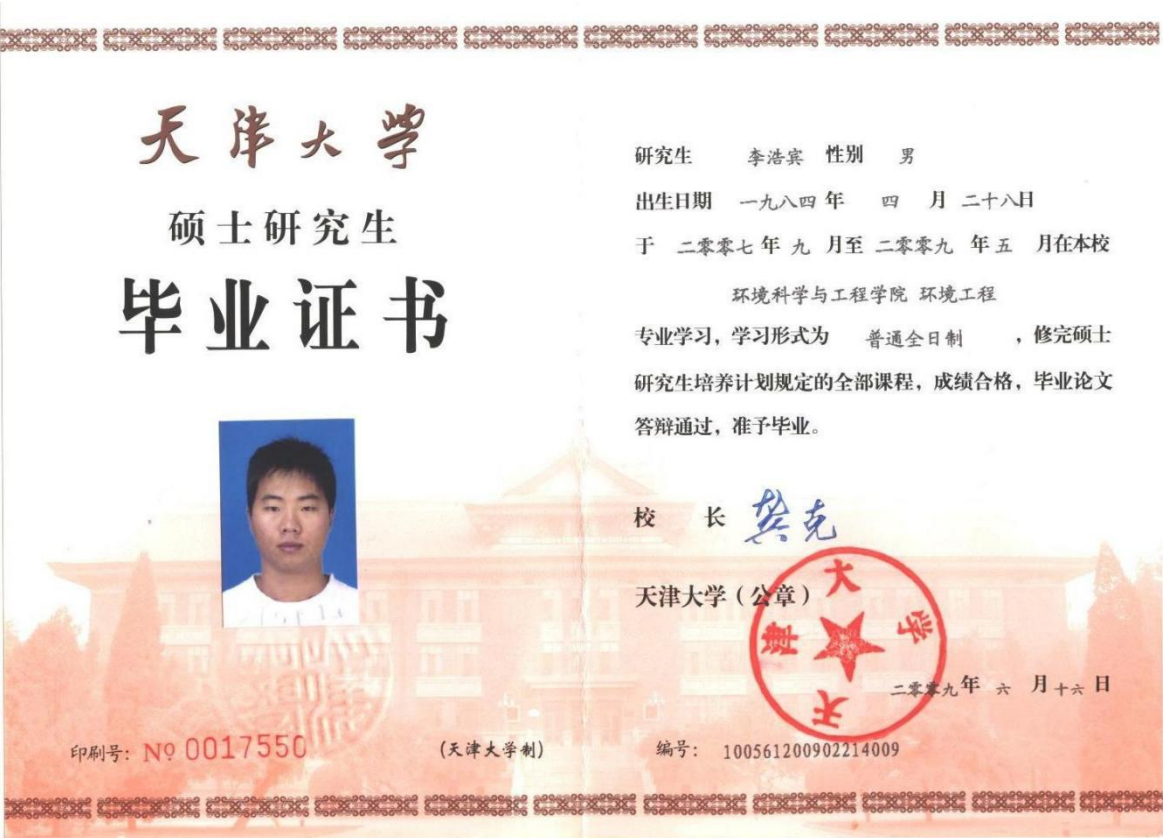 天津大学
硕士研究生
毕业证书
印刷号：№ 0017550
(天津大学制)
研究生 李浩宾 性别 男
出生日期 一九八四 年 四 月 二十八日
于 二零零七 年 九 月至 二零零九 年 五 月在本校
环境科学与工程学院 环境工程
专业学习，学习形式为 普通全日制 ，修完硕士
研究生培养计划规定的全部课程，成绩合格，毕业论文
答辩通过，准予毕业。
校 长 龚克
天津大学（公章）
天津大学
二零零九年 六 月十六日
编号： 100561200902214009